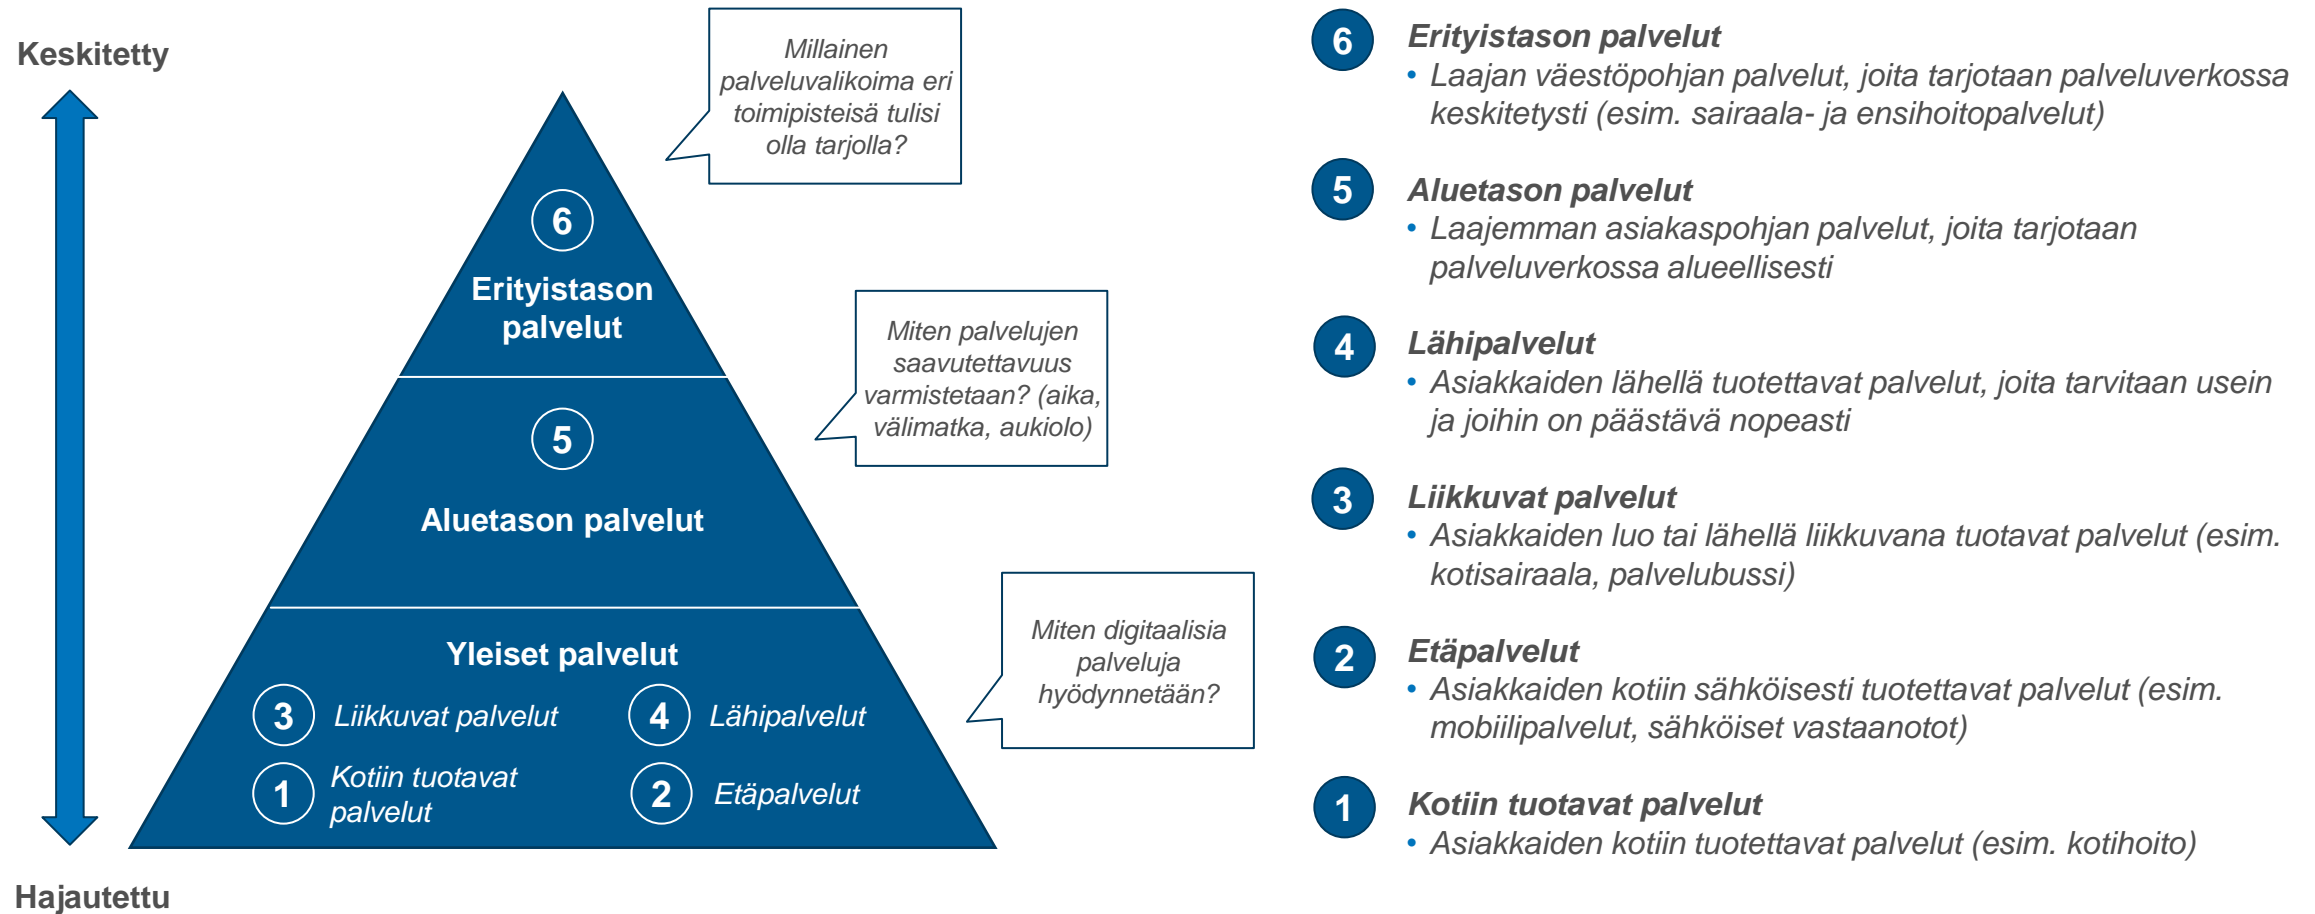 Keskitetty
Hajautettu
6
Erityistason
palvelut
5
Aluetason palvelut
Yleiset palvelut
3 Liikkuvat palvelut
4 Lähipalvelut
1 Kotiin tuotavat
palvelut
2 Etäpalvelut
Millainen
palveluvalikoima eri
toimipisteisä tulisi
olla tarjolla?
Miten palvelujen
saavutettavuus
varmistetaan? (aika,
välimatka, aukiolo)
Miten digitaalisia
palveluja
hyödynnetään?
6 Erityistason palvelut
• Laajan väestöpohjan palvelut, joita tarjotaan palveluverkossa
keskitetysti (esim. sairaala- ja ensihoitopalvelut)
5 Aluetason palvelut
• Laajemman asiakaspohjan palvelut, joita tarjotaan
palveluverkossa alueellisesti
4 Lähipalvelut
• Asiakkaiden lähellä tuotettavat palvelut, joita tarvitaan usein
ja joihin on päästävä nopeasti
3 Liikkuvat palvelut
• Asiakkaiden luo tai lähellä liikkuvana tuotavat palvelut (esim.
kotisairaala, palvelubussi)
2 Etäpalvelut
• Asiakkaiden kotiin sähköisesti tuotettavat palvelut (esim.
mobiilipalvelut, sähköiset vastaanotot)
1 Kotiin tuotavat palvelut
• Asiakkaiden kotiin tuotettavat palvelut (esim. kotihoito)